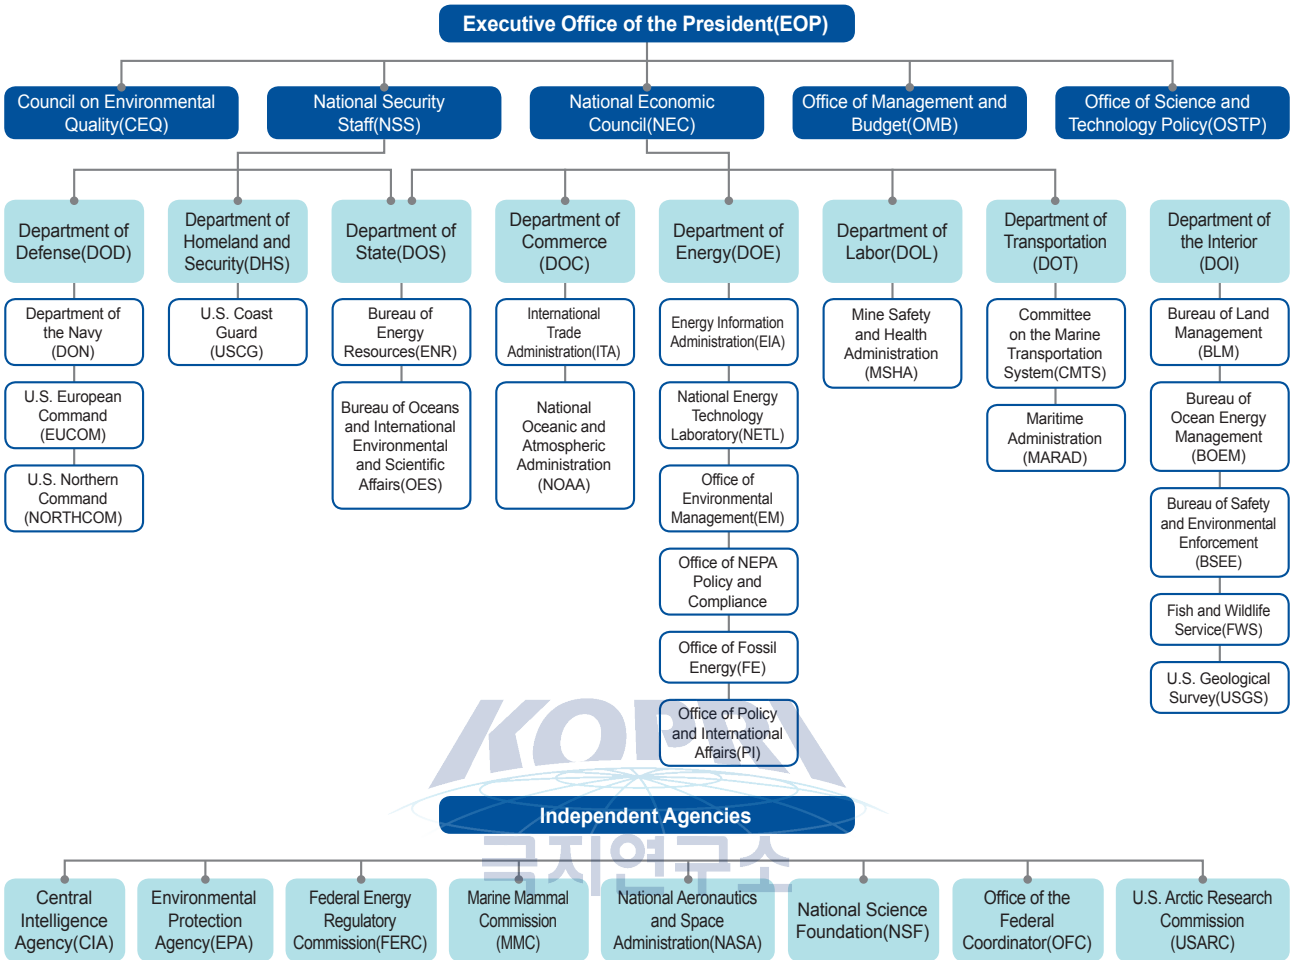 Executive Office of the President(EOP)
Council on Environmental
Quality(CEQ)
National Security
Staff(NSS)
National Economic
Council(NEC)
Office of Management and
Budget(OMB)
Office of Science and
Technology Policy(OSTP)
Department of
Defense(DOD)
Department of
Homeland and
Security(DHS)
Department of
State(DOS)
Department of
Commerce
(DOC)
Department of
Energy(DOE)
Department of
Labor(DOL)
Department of
Transportation
(DOT)
Department of
the Interior
(DOI)
Department of
the Navy
(DON)
U.S. European
Command
(EUCOM)
U.S. Northern
Command
(NORTHCOM)
U.S. Coast
Guard
(USCG)
Bureau of
Energy
Resources(ENR)
Bureau of Oceans
and International
Environmental
and Scientific
Affairs(OES)
International
Trade
Administration(ITA)
National
Oceanic and
Atmospheric
Administration
(NOAA)
Energy Information
Administration(EIA)
National Energy
Technology
Laboratory(NETL)
Office of
Environmental
Management(EM)
Office of NEPA
Policy and
Compliance
Office of Fossil
Energy(FE)
Office of Policy
and International
Affairs(PI)
Mine Safety
and Health
Administration
(MSHA)
Committee
on the Marine
Transportation
System(CMTS)
Maritime
Administration
(MARAD)
Bureau of Land
Management
(BLM)
Bureau of
Ocean Energy
Management
(BOEM)
Bureau of Safety
and Environmental
Enforcement
(BSEE)
Fish and Wildlife
Service(FWS)
U.S. Geological
Survey(USGS)
KOPRI
Independent Agencies
극지연구소
Central
Intelligence
Agency(CIA)
Environmental
Protection
Agency(EPA)
Federal Energy
Regulatory
Commission(FERC)
Marine Mammal
Commission
(MMC)
National Aeronautics
and Space
Administration(NASA)
National Science
Foundation(NSF)
Office of the
Federal
Coordinator(OFC)
U.S. Arctic Research
Commission
(USARC)